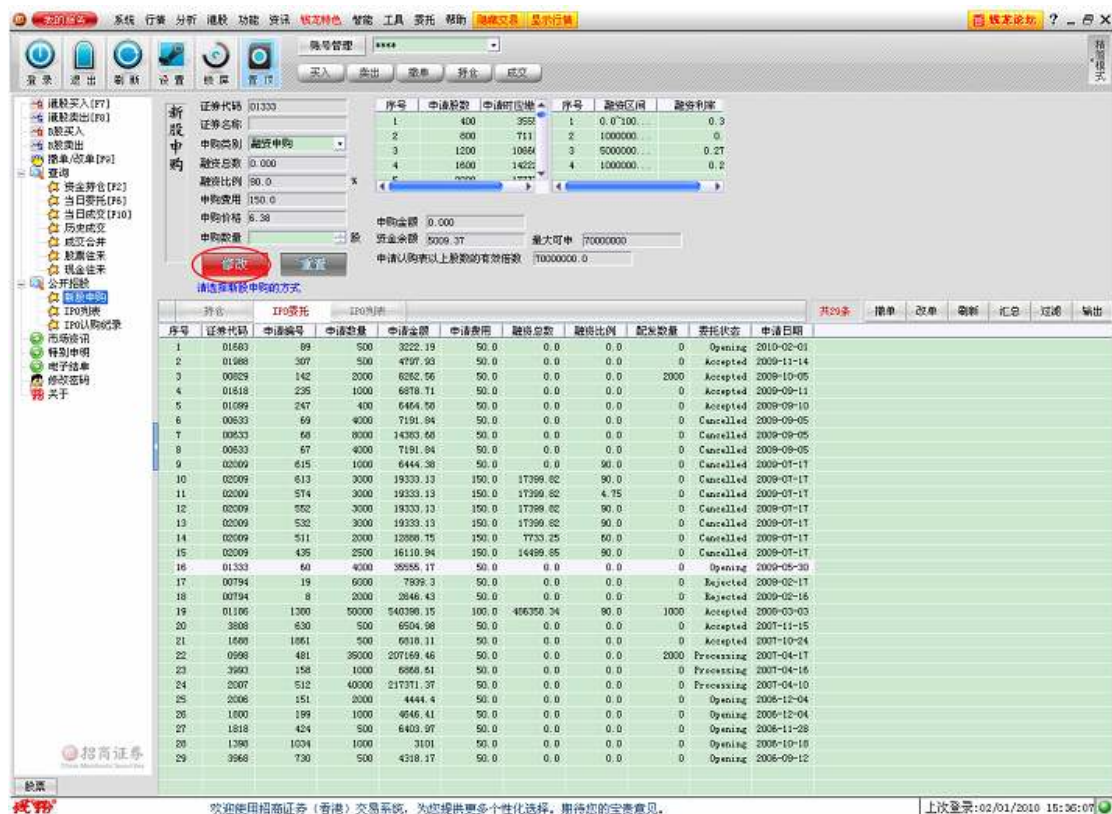 我的服务 系统 行情 分析 港股 功能 资讯 钱龙特色 智能 工具 委托 帮助 隐藏交易 显示行情 钱龙论坛 ?
登录 退出 刷新 设置 锁屏 置顶 账号管理 ****
买入 卖出 撤单 持仓 成交
精简模式
港股买入[F7]
港股卖出[F8]
B股买入
B股卖出
撤单/改单[F9]
查询
资金持仓[F2]
当日委托[F6]
当日成交[F10]
历史成交
成交合并
股票往来
现金往来
公开招股
新股申购
IPO列表
IPO认购纪录
市场资讯
特别申明
电子结单
修改密码
关于
新股申购
证券代码 01333
证券名称
申购类别 融资申购
融资总数 0.000
融资比例 90.0 %
申购费用 150.0
申购价格 6.38
申购数量 股
修改 重置
请选择新股申购的方式
序号 申请股数 申请时应缴
1 400 3555
2 800 711
3 1200 1066
4 1600 1422
序号 融资区间 融资利率
1 0.0~100... 0.3
2 1000000... 0.
3 5000000... 0.27
4 1000000... 0.2
申购金额 0.000
资金余额 5009.37 最大可申 70000000
申请认购表以上股数的有效倍数 70000000.0
持仓 IPO委托 IPO列表 共29条 撤单 改单 刷新 汇总 过滤 输出
序号 证券代码 申请编号 申请数量 申请金额 申请费用 融资总数 融资比例 配发数量 委托状态 申请日期
1 01683 89 500 3222.19 50.0 0.0 0.0 0 Opening 2010-02-01
2 01988 307 500 4797.93 50.0 0.0 0.0 0 Accepted 2009-11-14
3 00829 142 2000 6262.56 50.0 0.0 0.0 2000 Accepted 2009-10-05
4 01618 235 1000 6878.71 50.0 0.0 0.0 0 Accepted 2009-09-11
5 01099 247 400 6464.58 50.0 0.0 0.0 0 Accepted 2009-09-10
6 00633 69 4000 7191.84 50.0 0.0 0.0 0 Cancelled 2009-09-05
7 00633 68 8000 14383.68 50.0 0.0 0.0 0 Cancelled 2009-09-05
8 00633 67 4000 7191.84 50.0 0.0 0.0 0 Cancelled 2009-09-05
9 02009 615 1000 6444.38 50.0 0.0 90.0 0 Cancelled 2009-07-17
10 02009 613 3000 19333.13 150.0 17399.82 90.0 0 Cancelled 2009-07-17
11 02009 574 3000 19333.13 150.0 17399.82 4.75 0 Cancelled 2009-07-17
12 02009 552 3000 19333.13 150.0 17399.82 90.0 0 Cancelled 2009-07-17
13 02009 532 3000 19333.13 150.0 17399.82 90.0 0 Cancelled 2009-07-17
14 02009 511 2000 12888.75 150.0 7733.25 60.0 0 Cancelled 2009-07-17
15 02009 435 2500 16110.94 150.0 14499.85 90.0 0 Cancelled 2009-07-17
16 01333 60 4000 35555.17 50.0 0.0 0.0 0 Opening 2009-05-30
17 00794 19 6000 7939.3 50.0 0.0 0.0 0 Rejected 2009-02-17
18 00794 8 2000 2646.43 50.0 0.0 0.0 0 Rejected 2009-02-16
19 01186 1300 50000 540398.15 100.0 486358.34 90.0 1000 Accepted 2008-03-03
20 3808 630 500 6504.98 50.0 0.0 0.0 0 Accepted 2007-11-15
21 1688 1861 500 6818.11 50.0 0.0 0.0 0 Accepted 2007-10-24
22 0998 481 35000 207169.46 50.0 0.0 0.0 2000 Processing 2007-04-17
23 3993 158 1000 6868.61 50.0 0.0 0.0 0 Processing 2007-04-16
24 2007 512 40000 217371.37 50.0 0.0 0.0 0 Processing 2007-04-10
25 2006 151 2000 4444.4 50.0 0.0 0.0 0 Opening 2006-12-04
26 1800 199 1000 4646.41 50.0 0.0 0.0 0 Opening 2006-12-04
27 1818 424 500 6403.97 50.0 0.0 0.0 0 Opening 2006-11-28
28 1398 1034 1000 3101 50.0 0.0 0.0 0 Opening 2006-10-18
29 3968 730 500 4318.17 50.0 0.0 0.0 0 Opening 2006-09-12
招商证券
股票
钱龙 欢迎使用招商证券（香港）交易系统，为您提供更多个性化选择。期待您的宝贵意见。 上次登录:02/01/2010 15:36:07